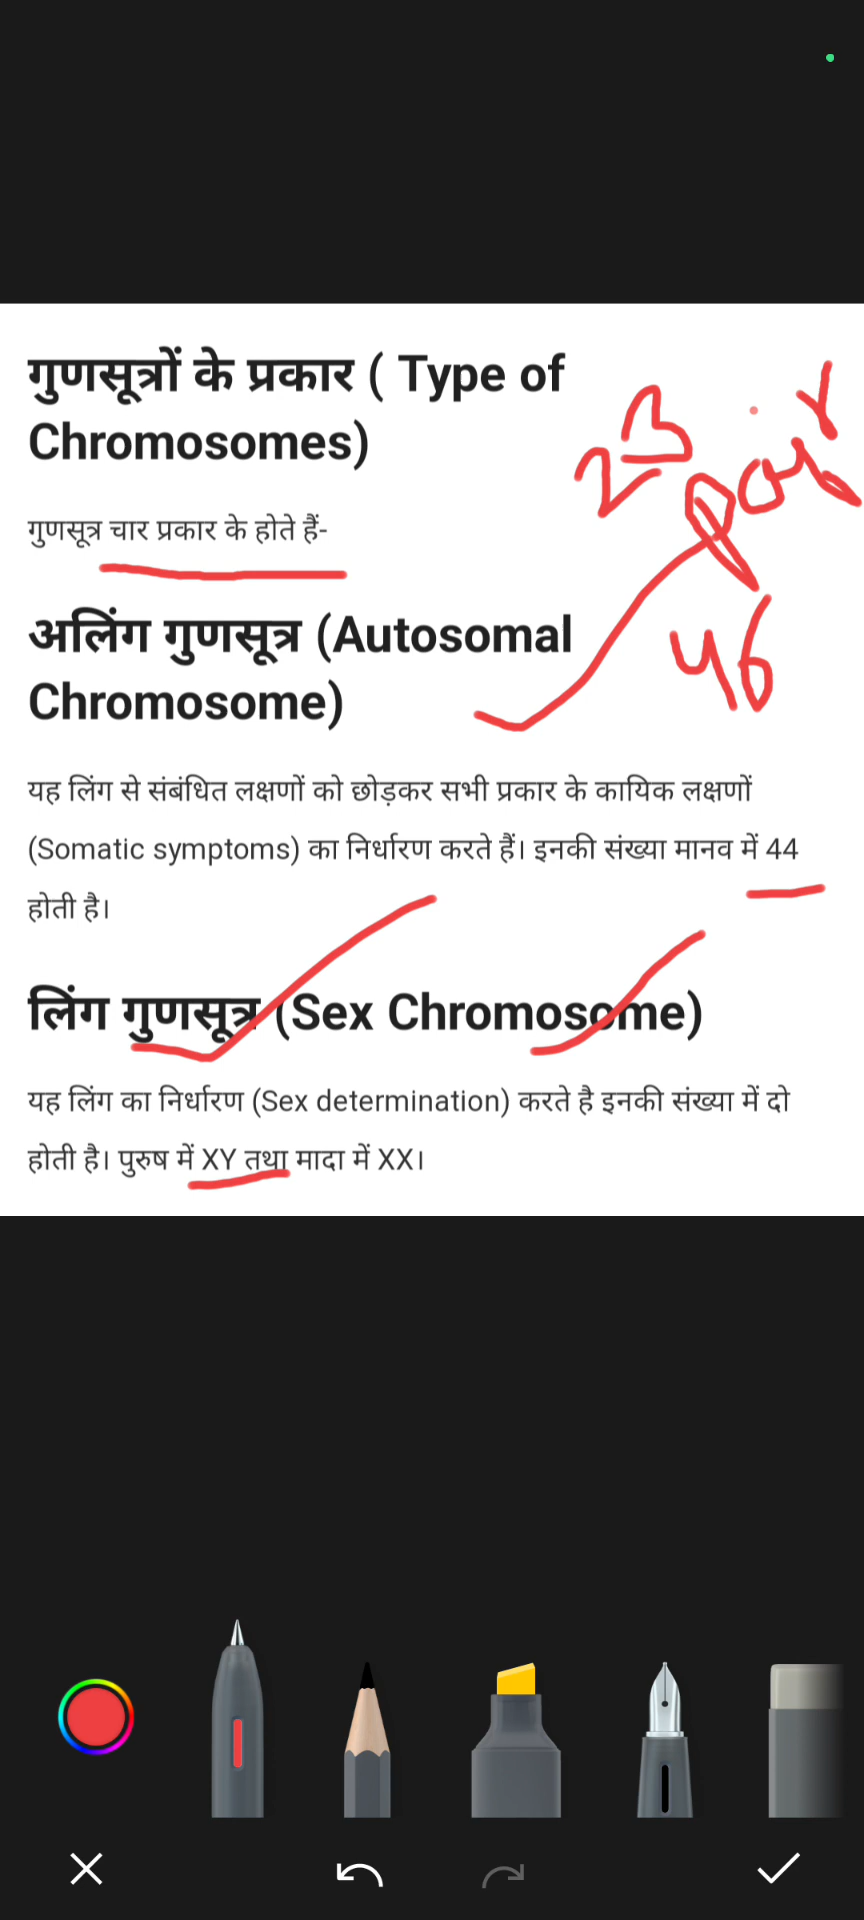 गुणसूत्रों के प्रकार ( Type of
Chromosomes)
23
pair
गुणसूत्र चार प्रकार के होते हैं-
अलिंग गुणसूत्र (Autosomal
Chromosome)
46
यह लिंग से संबंधित लक्षणों को छोड़कर सभी प्रकार के कायिक लक्षणों
(Somatic symptoms) का निर्धारण करते हैं। इनकी संख्या मानव में 44
होती है।
लिंग गुणसूत्र (Sex Chromosome)
यह लिंग का निर्धारण (Sex determination) करते है इनकी संख्या में दो
होती है। पुरुष में XY तथा मादा में XX।